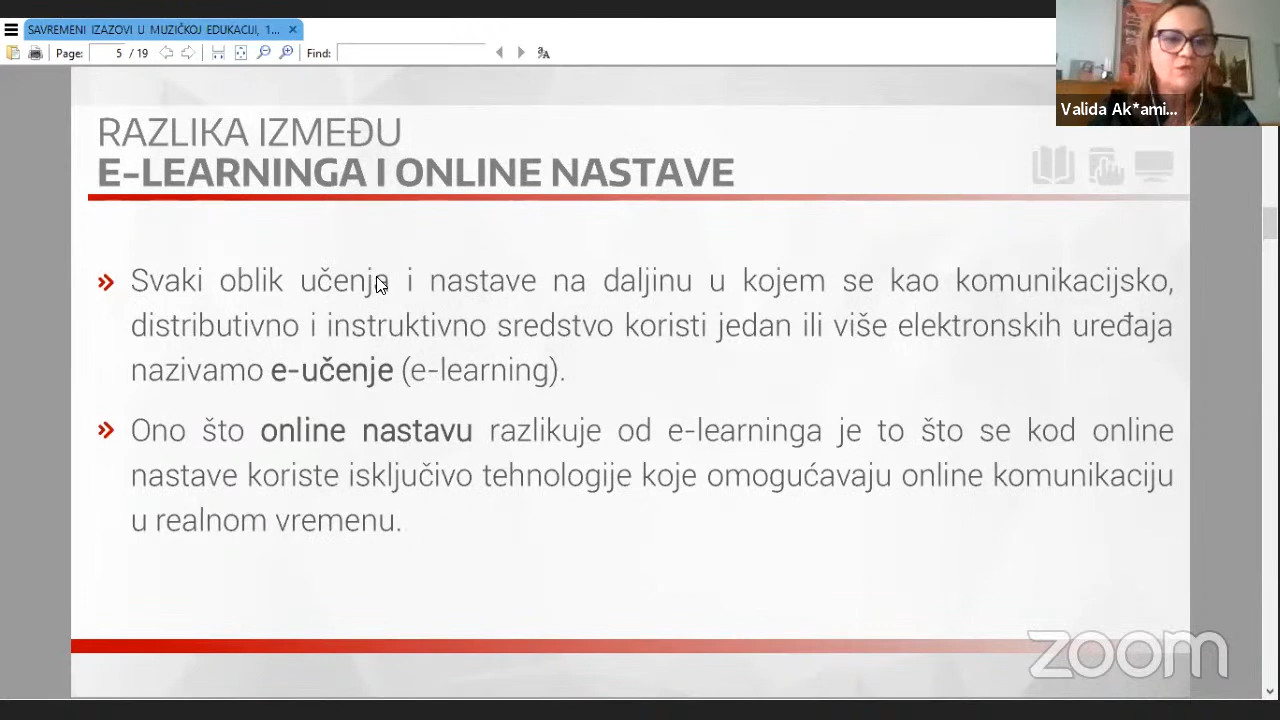 SAVREMENI IZAZOVI U MUZIČKOJ EDUKACIJI, 1...
Page: 5 / 19 Find:
Valida Ak*ami...
RAZLIKA IZMEĐU
E-LEARNINGA I ONLINE NASTAVE
Svaki oblik učenja i nastave na daljinu u kojem se kao komunikacijsko,
distributivno i instruktivno sredstvo koristi jedan ili više elektronskih uređaja
nazivamo e-učenje (e-learning).
Ono što online nastavu razlikuje od e-learninga je to što se kod online
nastave koriste isključivo tehnologije koje omogućavaju online komunikaciju
u realnom vremenu.
zoom